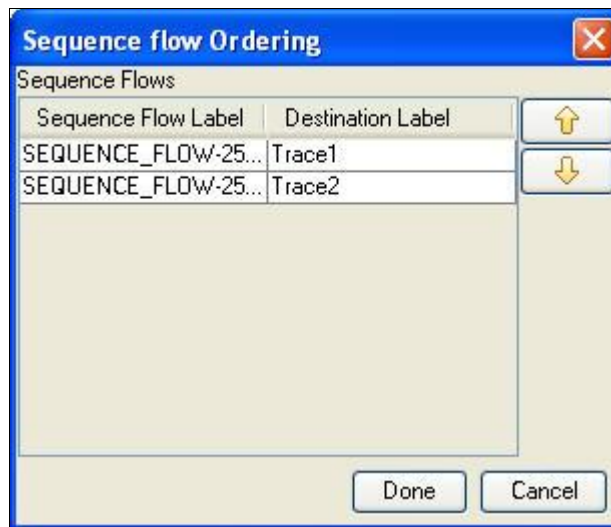 Sequence flow Ordering
Sequence Flows
Sequence Flow Label Destination Label
SEQUENCE_FLOW-25... Trace1
SEQUENCE_FLOW-25... Trace2
Done Cancel